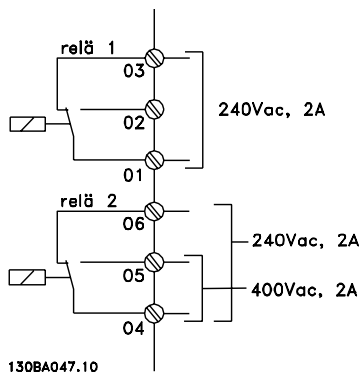 relä 1
03
02
01
240Vac, 2A
relä 2
06
05
04
240Vac, 2A
400Vac, 2A
130BA047.10